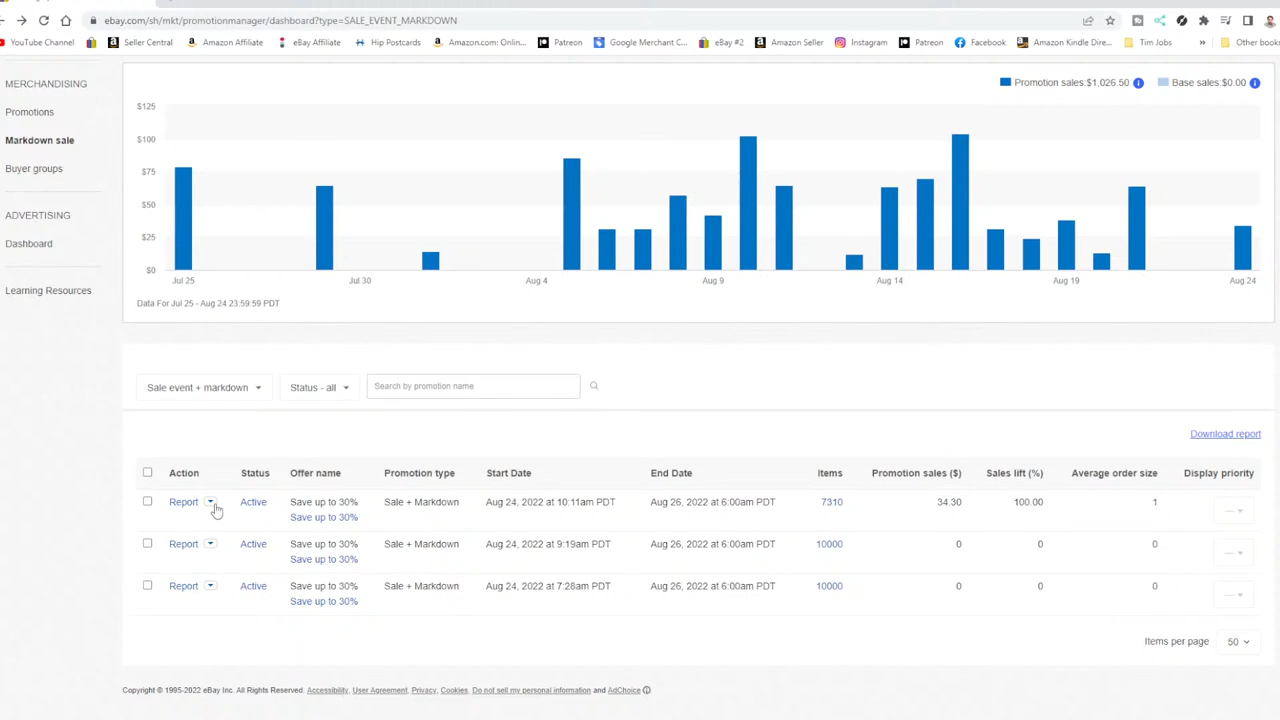 ebay.com/sh/mkt/promotionmanager/dashboard?type=SALE_EVENT_MARKDOWN
YouTube Channel Seller Central Amazon Affiliate eBay Affiliate Hip Postcards Amazon.com: Onlin... Patreon Google Merchant C... eBay #2 Amazon Seller Instagram Patreon Facebook Amazon Kindle Dire... Tim Jobs » Other book
MERCHANDISING
Promotions
Markdown sale
Buyer groups
ADVERTISING
Dashboard
Learning Resources
Promotion sales:$1,026.50 Base sales:$0.00
$125
$100
$75
$50
$25
$0
Jul 25 Jul 30 Aug 4 Aug 9 Aug 14 Aug 19 Aug 24
Data For Jul 25 - Aug 24 23:59:59 PDT
Sale event + markdown Status - all Search by promotion name
Download report
Action Status Offer name Promotion type Start Date End Date Items Promotion sales ($) Sales lift (%) Average order size Display priority
Report Active Save up to 30% Sale + Markdown Aug 24, 2022 at 10:11am PDT Aug 26, 2022 at 6:00am PDT 7310 34.30 100.00 1 ---
Save up to 30%
Report Active Save up to 30% Sale + Markdown Aug 24, 2022 at 9:19am PDT Aug 26, 2022 at 6:00am PDT 10000 0 0 0 ---
Save up to 30%
Report Active Save up to 30% Sale + Markdown Aug 24, 2022 at 7:28am PDT Aug 26, 2022 at 6:00am PDT 10000 0 0 0 ---
Save up to 30%
Items per page 50
Copyright © 1995-2022 eBay Inc. All Rights Reserved. Accessibility, User Agreement, Privacy, Cookies, Do not sell my personal information and AdChoice